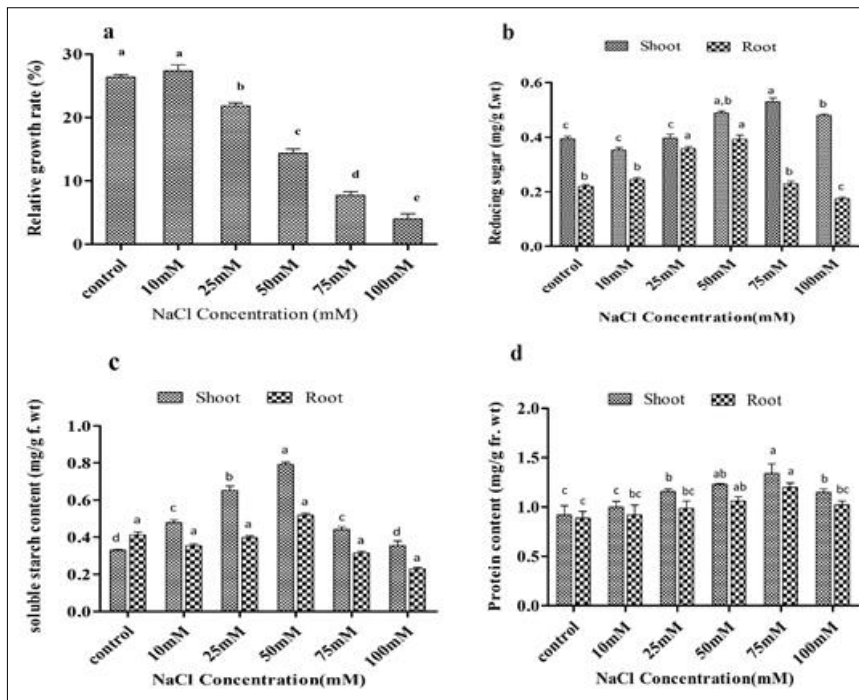 a
Relative growth rate (%)
30
20
10
0
a
a
b
c
d
e
control
10mM
25mM
50mM
75mM
100mM
NaCl Concentration (mM)
b
Shoot
Root
Reducing sugar (mg/g f.wt)
0.6
0.4
0.2
0.0
c
b
c
b
c
a
a,b
a
a
b
b
c
control
10mM
25mM
50mM
75mM
100mM
NaCl Concentration(mM)
c
Shoot
Root
soluble starch content (mg/g f. wt)
1.0
0.8
0.6
0.4
0.2
0.0
d
a
c
a
b
a
a
a
c
a
d
a
control
10mM
25mM
50mM
75mM
100mM
NaCl Concentration(mM)
d
Shoot
Root
Protein content (mg/g fr. wt)
2.0
1.5
1.0
0.5
0.0
c
c
c
bc
b
bc
ab
ab
a
a
b
bc
control
10mM
25mM
50mM
75mM
100mM
NaCl Concentration(mM)